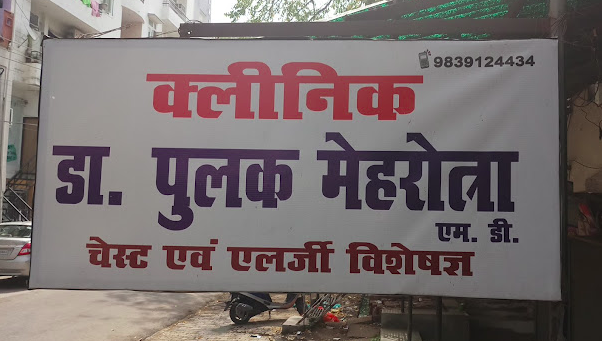 9839124434
क्लीनिक
डा. पुलक मेहरोत्रा
एम. डी.
चेस्ट एवं एलर्जी विशेषज्ञ